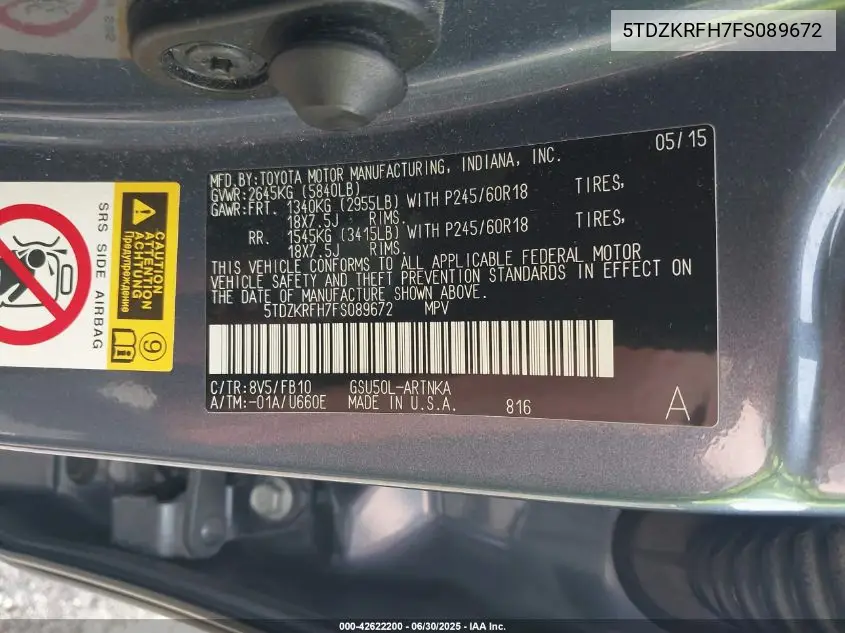 5TDZKRFH7FS089672
05/15
MFD.BY:TOYOTA MOTOR MANUFACTURING, INDIANA, INC.
GVWR:2645KG (5840LB)
GAWR:FRT. 1340KG (2955LB) WITH P245/60R18 TIRES,
18X7.5J RIMS.
RR. 1545KG (3415LB) WITH P245/60R18 TIRES,
18X7.5J RIMS.
THIS VEHICLE CONFORMS TO ALL APPLICABLE FEDERAL MOTOR
VEHICLE SAFETY AND THEFT PREVENTION STANDARDS IN EFFECT ON
THE DATE OF MANUFACTURE SHOWN ABOVE.
5TDZKRFH7FS089672 MPV
C/TR:8V5/FB10 GSU50L-ARTNKA
A/TM:-01A/U660E MADE IN U.S.A. 816 A
SRS SIDE AIRBAG
CAUTION
ATTENTION
ACHTUNG
Предупреждение
9
000-42622200 - 06/30/2025 - IAA Inc.